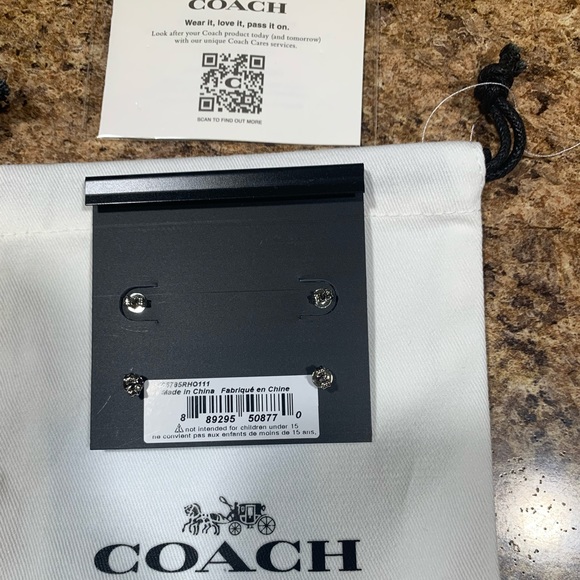 COACH
Wear it, love it, pass it on.
Look after your Coach product today (and tomorrow)
with our unique Coach Cares services.
C
SCAN TO FIND OUT MORE
Made in China Fabriqué en Chine
8 89295 50877 0
⚠ not intended for children under 15
ne convient pas aux enfants de moins de 15 ans.
COACH